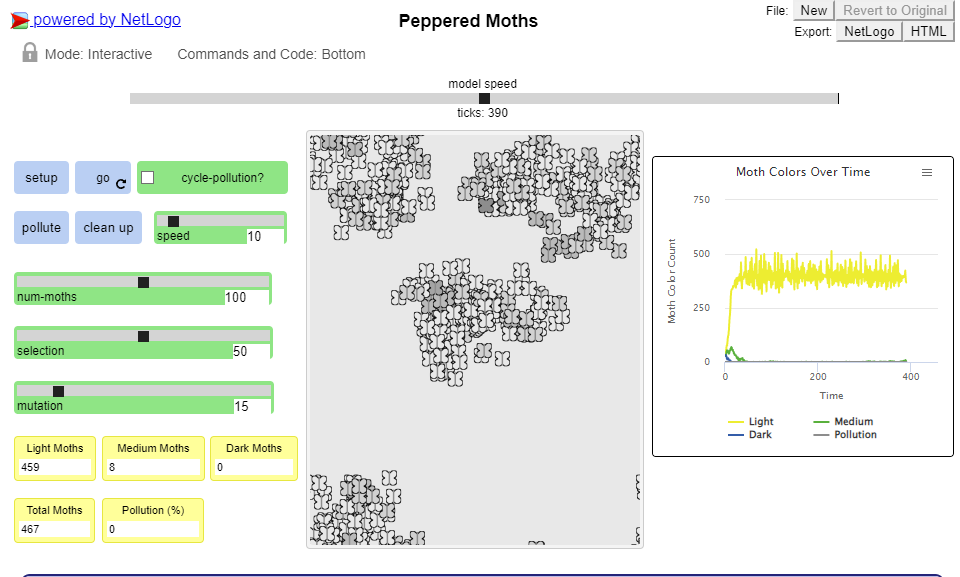 powered by NetLogo
Peppered Moths
File: New Revert to Original
Export: NetLogo HTML
Mode: Interactive Commands and Code: Bottom
model speed
ticks: 390
setup
go
cycle-pollution?
pollute
clean up
speed 10
num-moths 100
selection 50
mutation 15
Light Moths
459
Medium Moths
8
Dark Moths
0
Total Moths
467
Pollution (%)
0
Moth Colors Over Time
Moth Color Count
750
500
250
0
0 200 400
Time
Light Medium
Dark Pollution